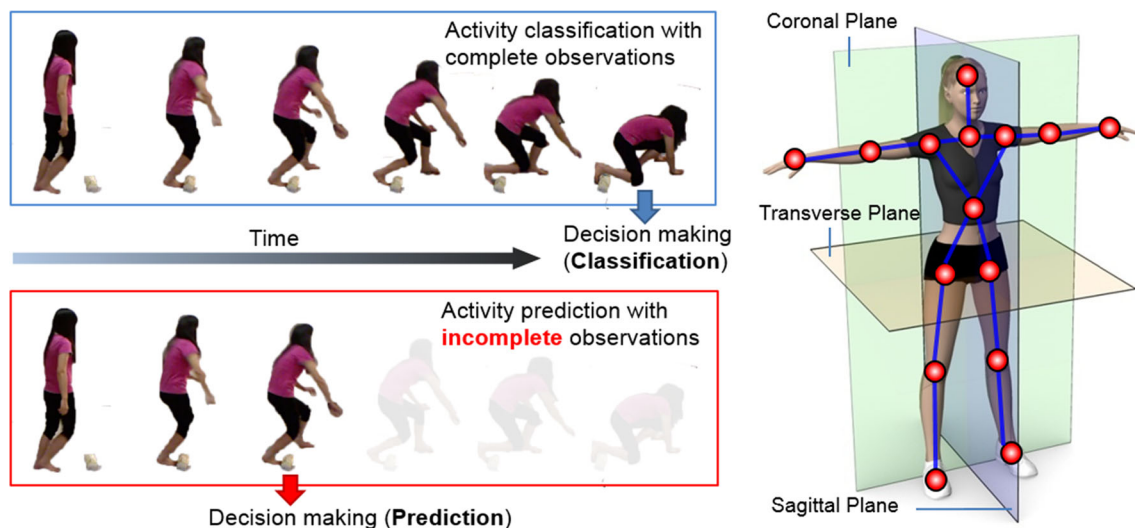 Activity classification with
complete observations
Time
Decision making
(Classification)
Activity prediction with
incomplete observations
Decision making (Prediction)
Coronal Plane
Transverse Plane
Sagittal Plane